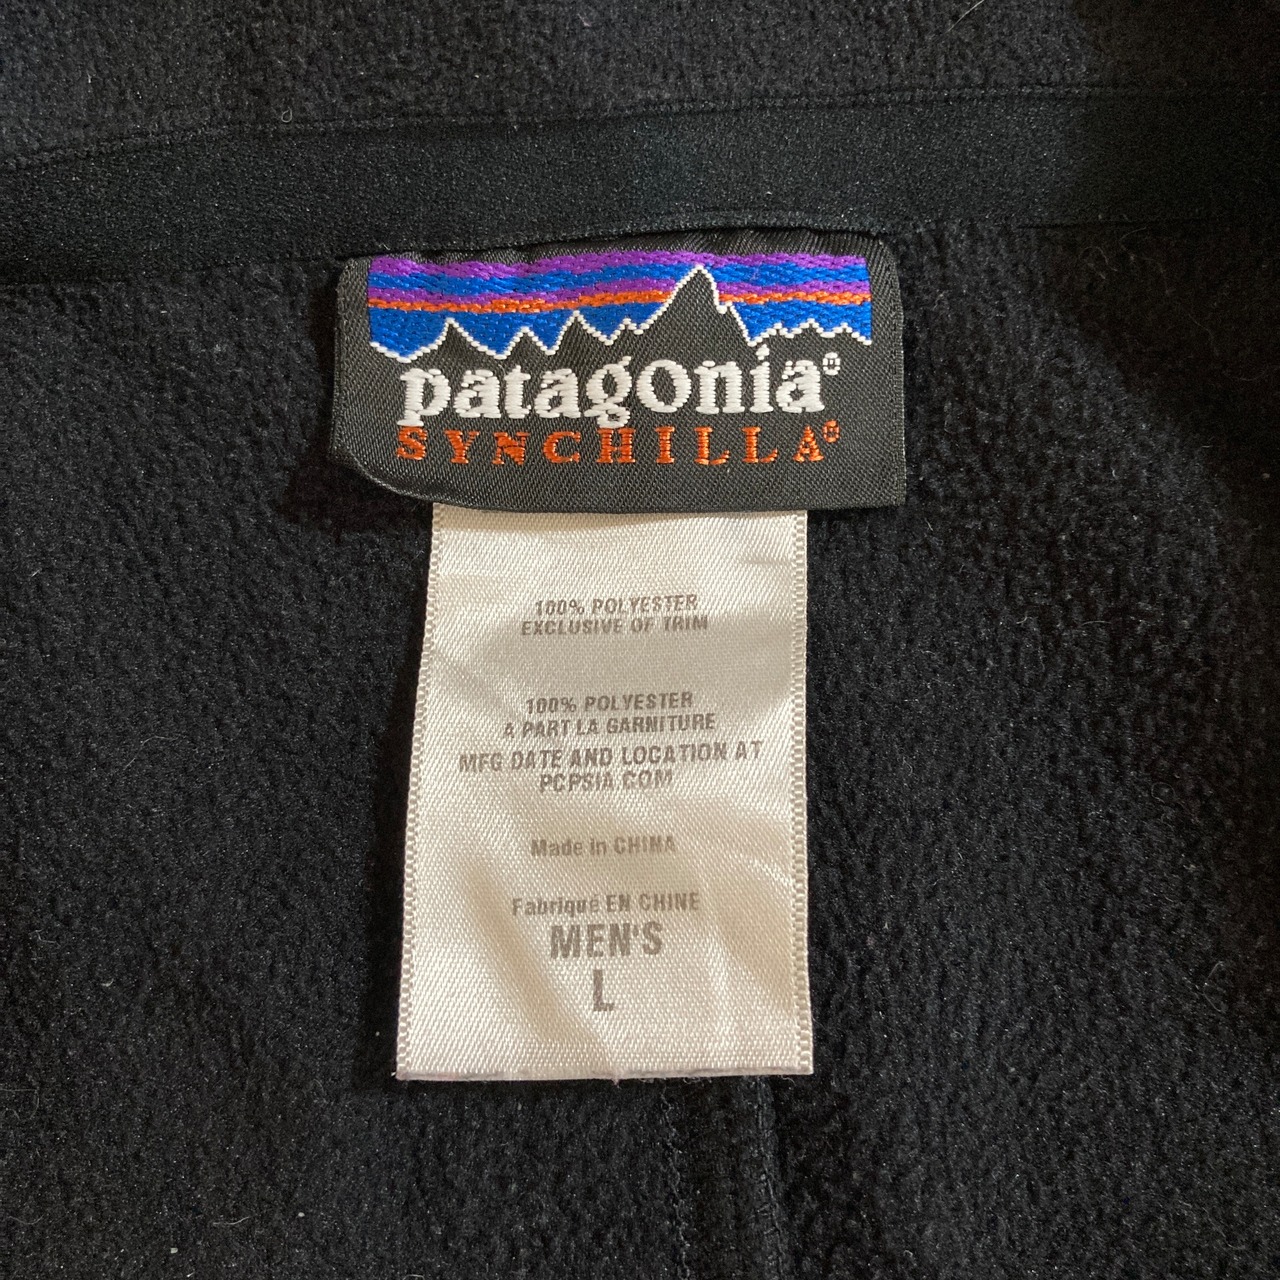 patagonia®
SYNCHILLA®
100% POLYESTER
EXCLUSIVE OF TRIM
100% POLYESTER
A PART LA GARNITURE
MFG DATE AND LOCATION AT
PCPSIA.COM
Made in CHINA
Fabriqué EN CHINE
MEN'S
L